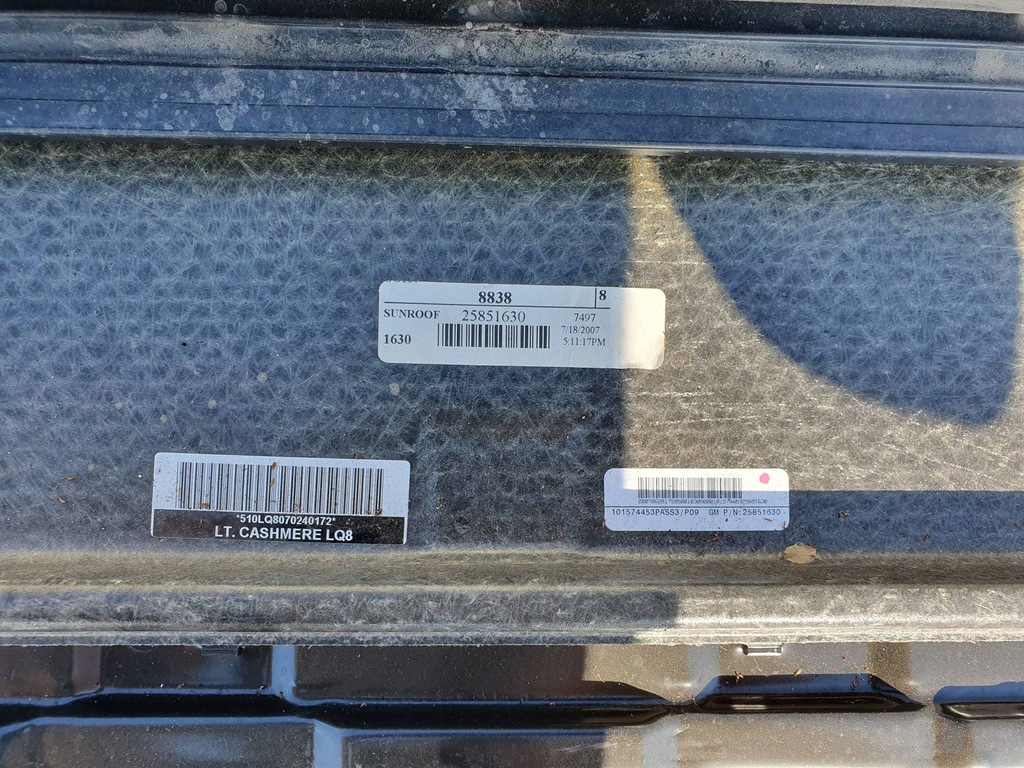 8838 8
SUNROOF 25851630 7497
7/18/2007
1630 5:11:17PM
*510LQ8070240172*
LT. CASHMERE LQ8
101574453PASS3/P09 GM P/N:25851630